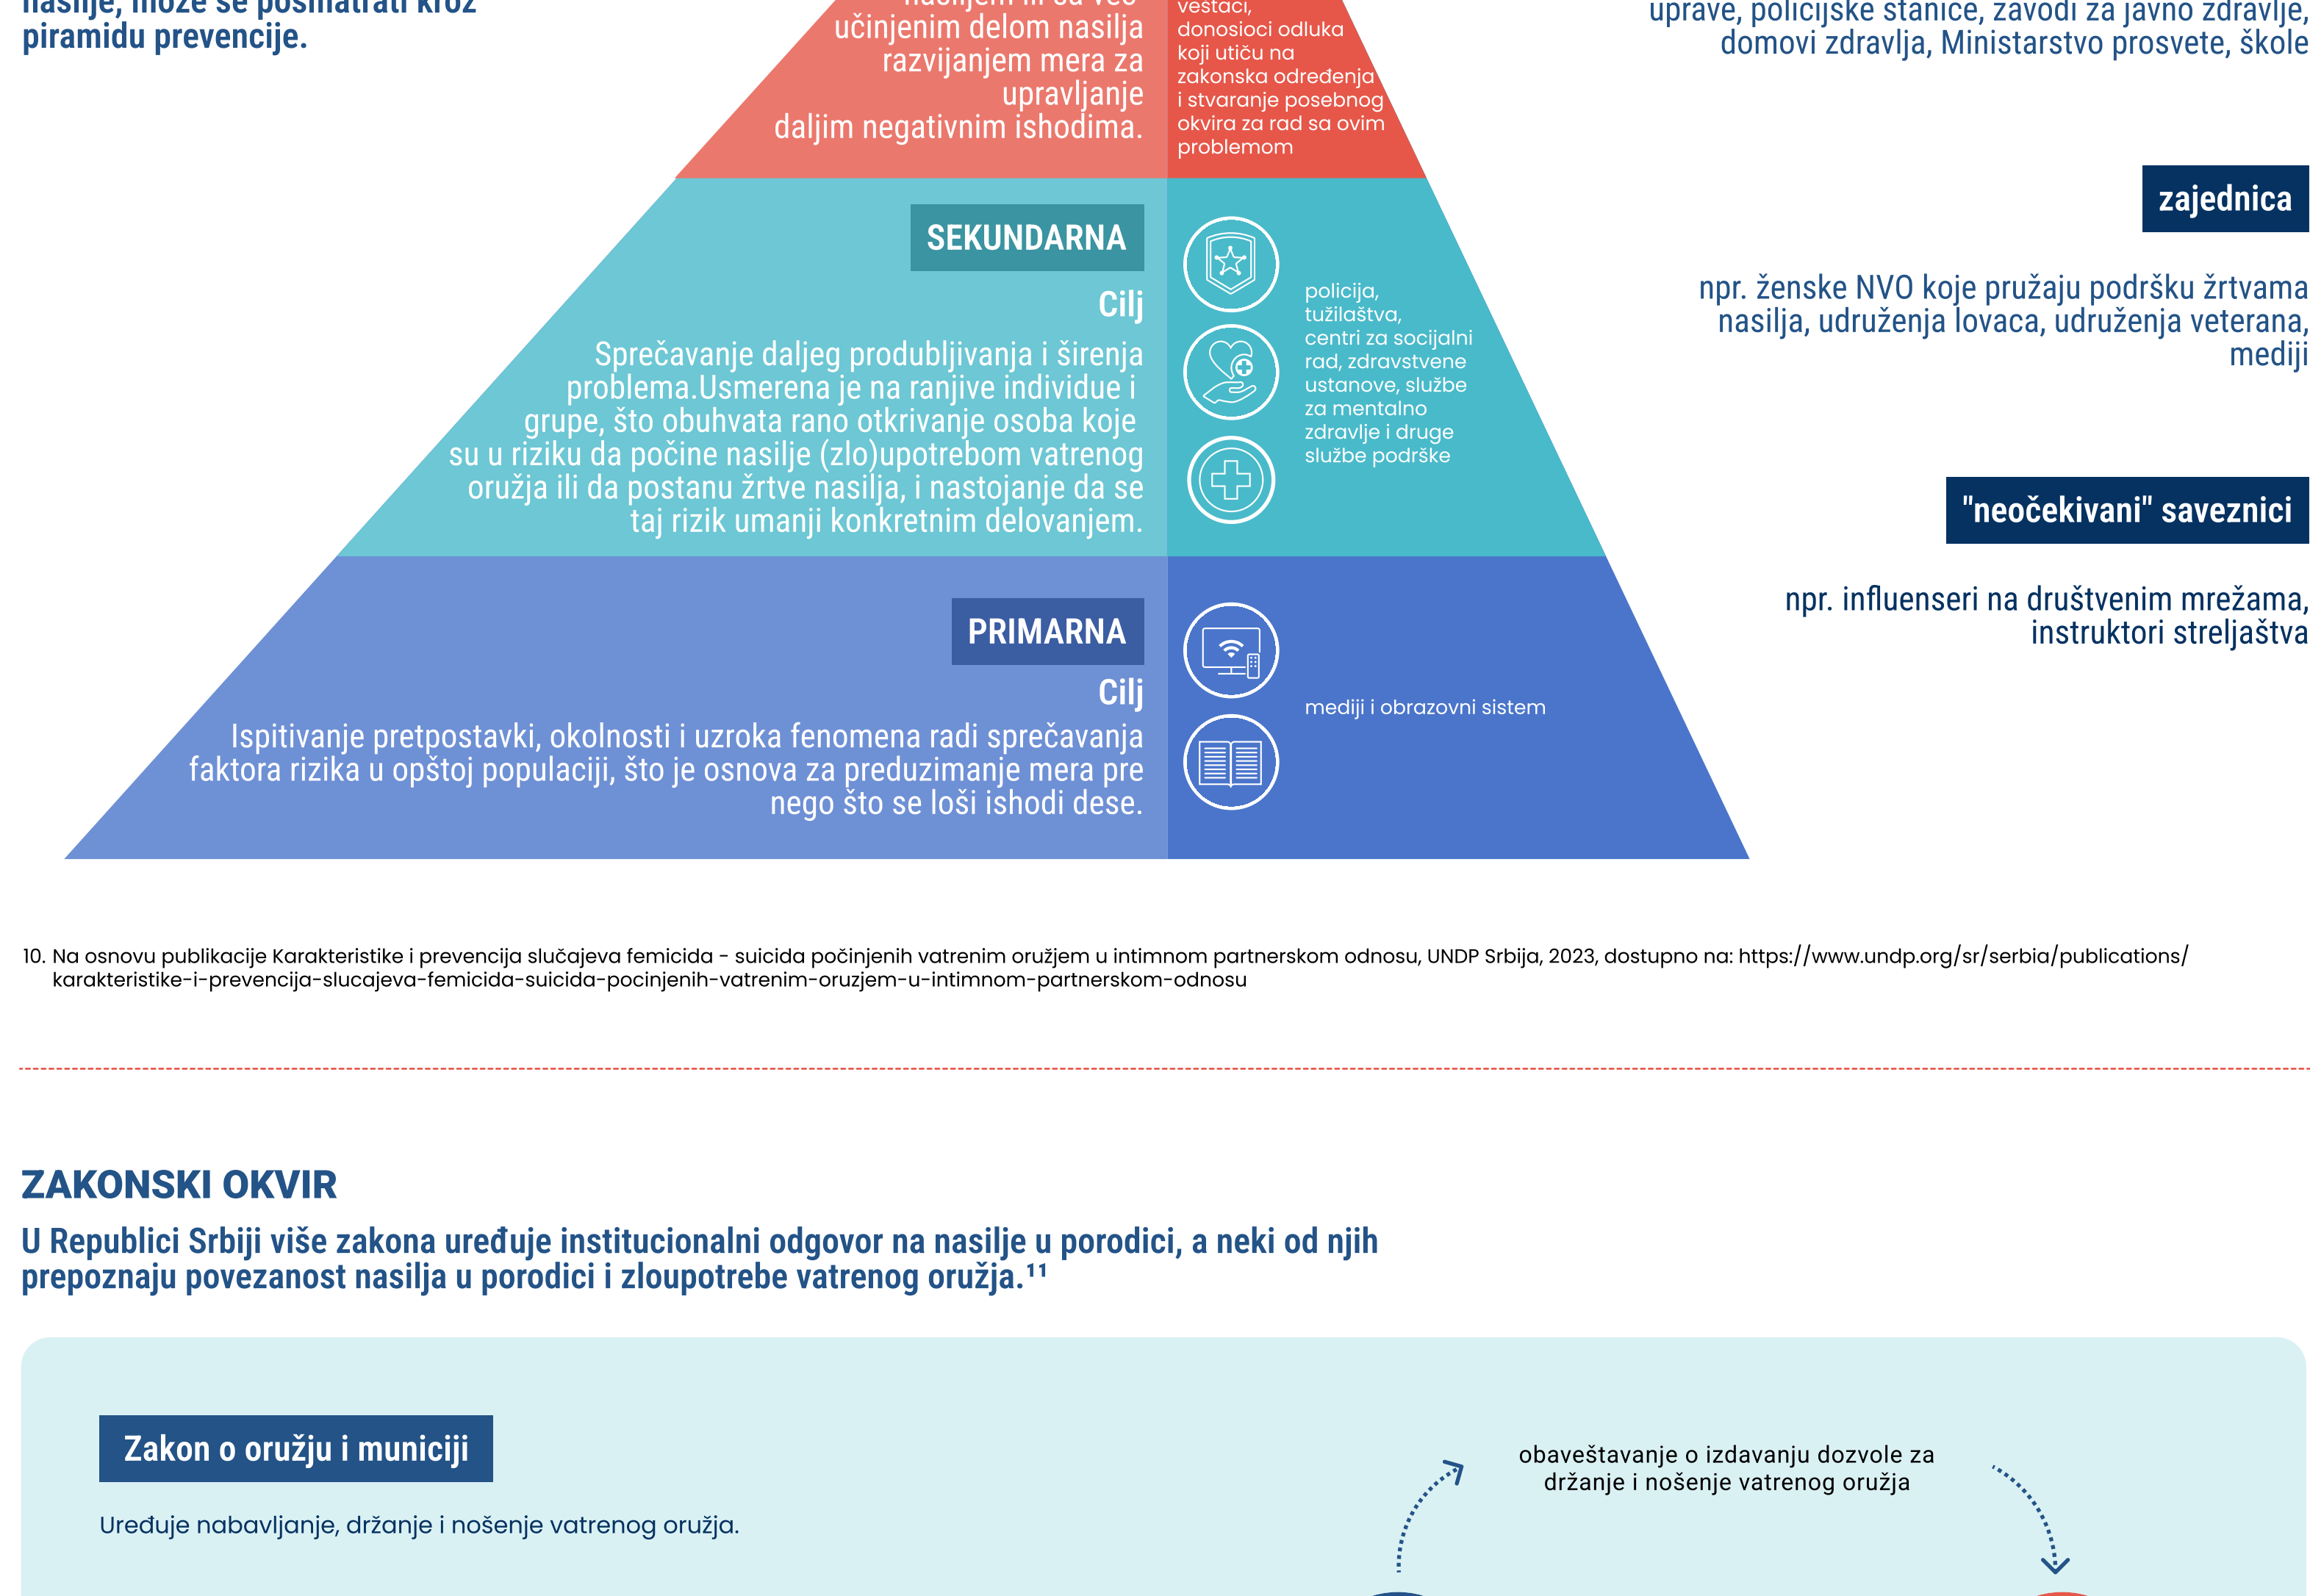 nasilje, može se posmatrati kroz
piramidu prevencije.
nasiljem ili su već
učinjenim delom nasilja
razvijanjem mera za
upravljanje
daljim negativnim ishodima.
veštaci,
donosioci odluka
koji utiču na
zakonska određenja
i stvaranje posebnog
okvira za rad sa ovim
problemom
uprave, policijske stanice, zavodi za javno zdravlje,
domovi zdravlja, Ministarstvo prosvete, škole
SEKUNDARNA
Cilj
Sprečavanje daljeg produbljivanja i širenja
problema.Usmerena je na ranjive individue i
grupe, što obuhvata rano otkrivanje osoba koje
su u riziku da počine nasilje (zlo)upotrebom vatrenog
oružja ili da postanu žrtve nasilja, i nastojanje da se
taj rizik umanji konkretnim delovanjem.
policija,
tužilaštva,
centri za socijalni
rad, zdravstvene
ustanove, službe
za mentalno
zdravlje i druge
službe podrške
zajednica
npr. ženske NVO koje pružaju podršku žrtvama
nasilja, udruženja lovaca, udruženja veterana,
mediji
"neočekivani" saveznici
npr. influenseri na društvenim mrežama,
instruktori streljaštva
PRIMARNA
Cilj
Ispitivanje pretpostavki, okolnosti i uzroka fenomena radi sprečavanja
faktora rizika u opštoj populaciji, što je osnova za preduzimanje mera pre
nego što se loši ishodi dese.
mediji i obrazovni sistem
10. Na osnovu publikacije Karakteristike i prevencija slučajeva femicida - suicida počinjenih vatrenim oružjem u intimnom partnerskom odnosu, UNDP Srbija, 2023, dostupno na: https://www.undp.org/sr/serbia/publications/
karakteristike-i-prevencija-slucajeva-femicida-suicida-pocinjenih-vatrenim-oruzjem-u-intimnom-partnerskom-odnosu
ZAKONSKI OKVIR
U Republici Srbiji više zakona uređuje institucionalni odgovor na nasilje u porodici, a neki od njih
prepoznaju povezanost nasilja u porodici i zloupotrebe vatrenog oružja.¹¹
Zakon o oružju i municiji
Uređuje nabavljanje, držanje i nošenje vatrenog oružja.
obaveštavanje o izdavanju dozvole za
držanje i nošenje vatrenog oružja